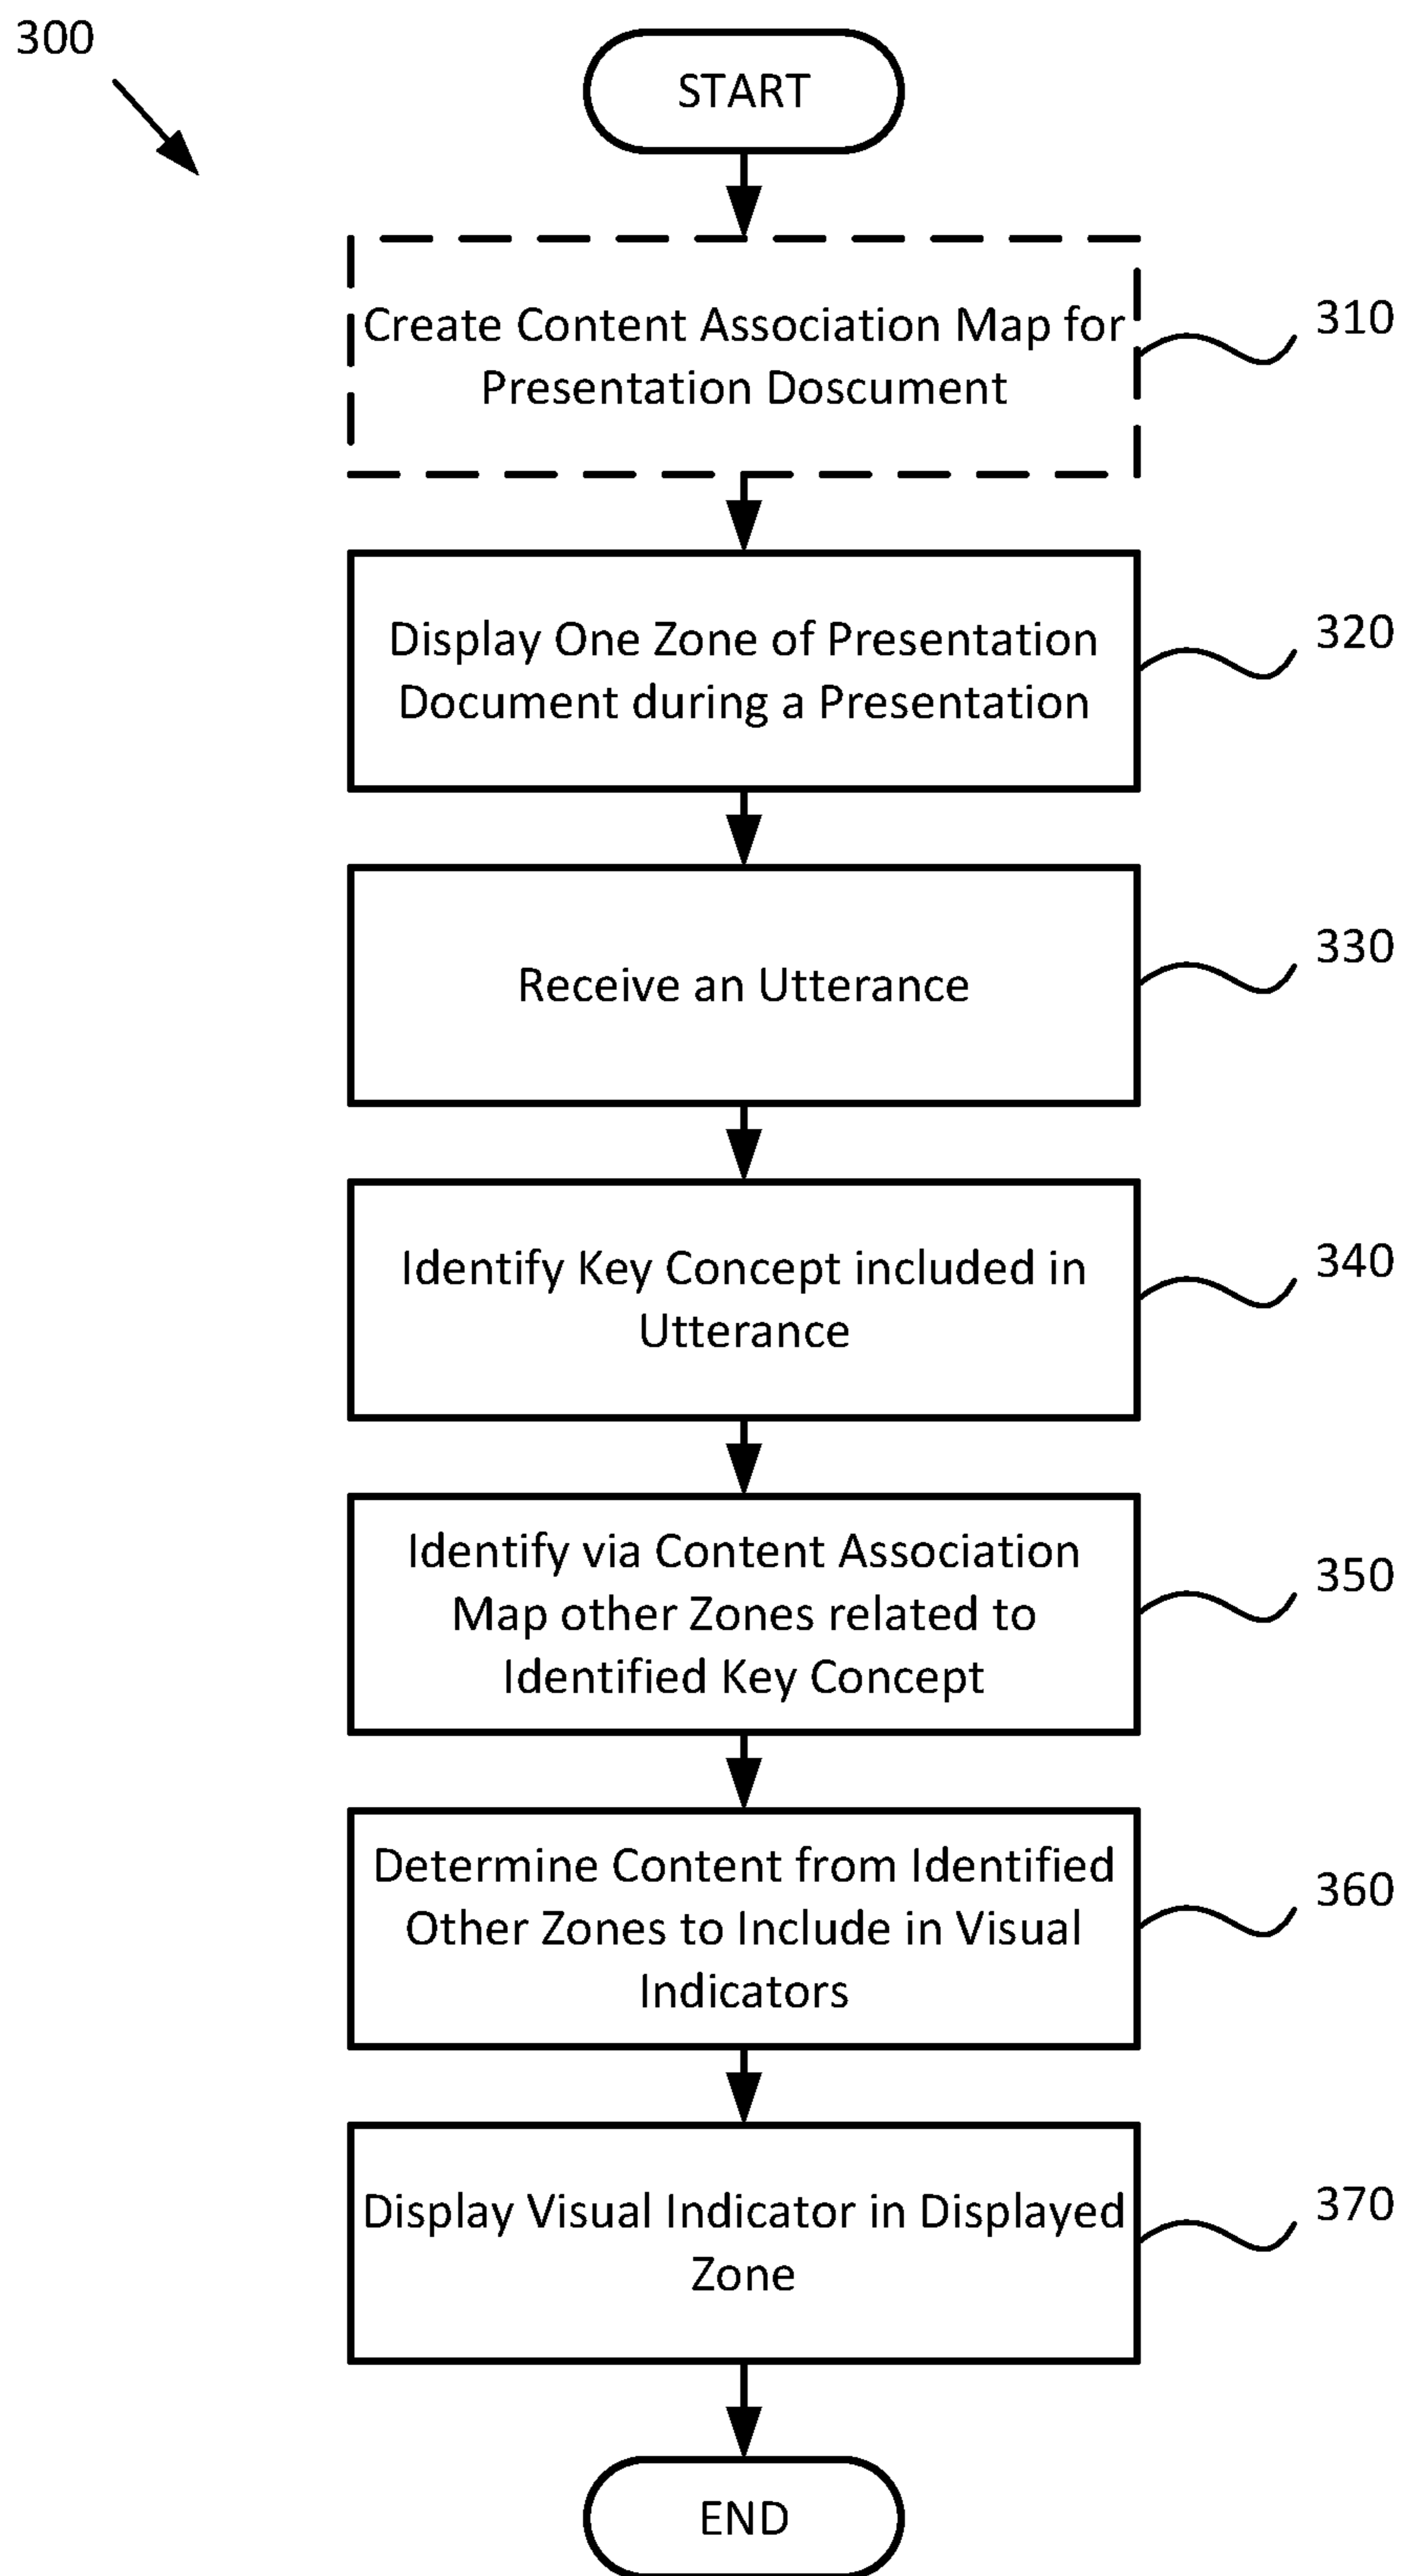 300
START
Create Content Association Map for
Presentation Doscument
310
Display One Zone of Presentation
Document during a Presentation
320
Receive an Utterance
330
Identify Key Concept included in
Utterance
340
Identify via Content Association
Map other Zones related to
Identified Key Concept
350
Determine Content from Identified
Other Zones to Include in Visual
Indicators
360
Display Visual Indicator in Displayed
Zone
370
END